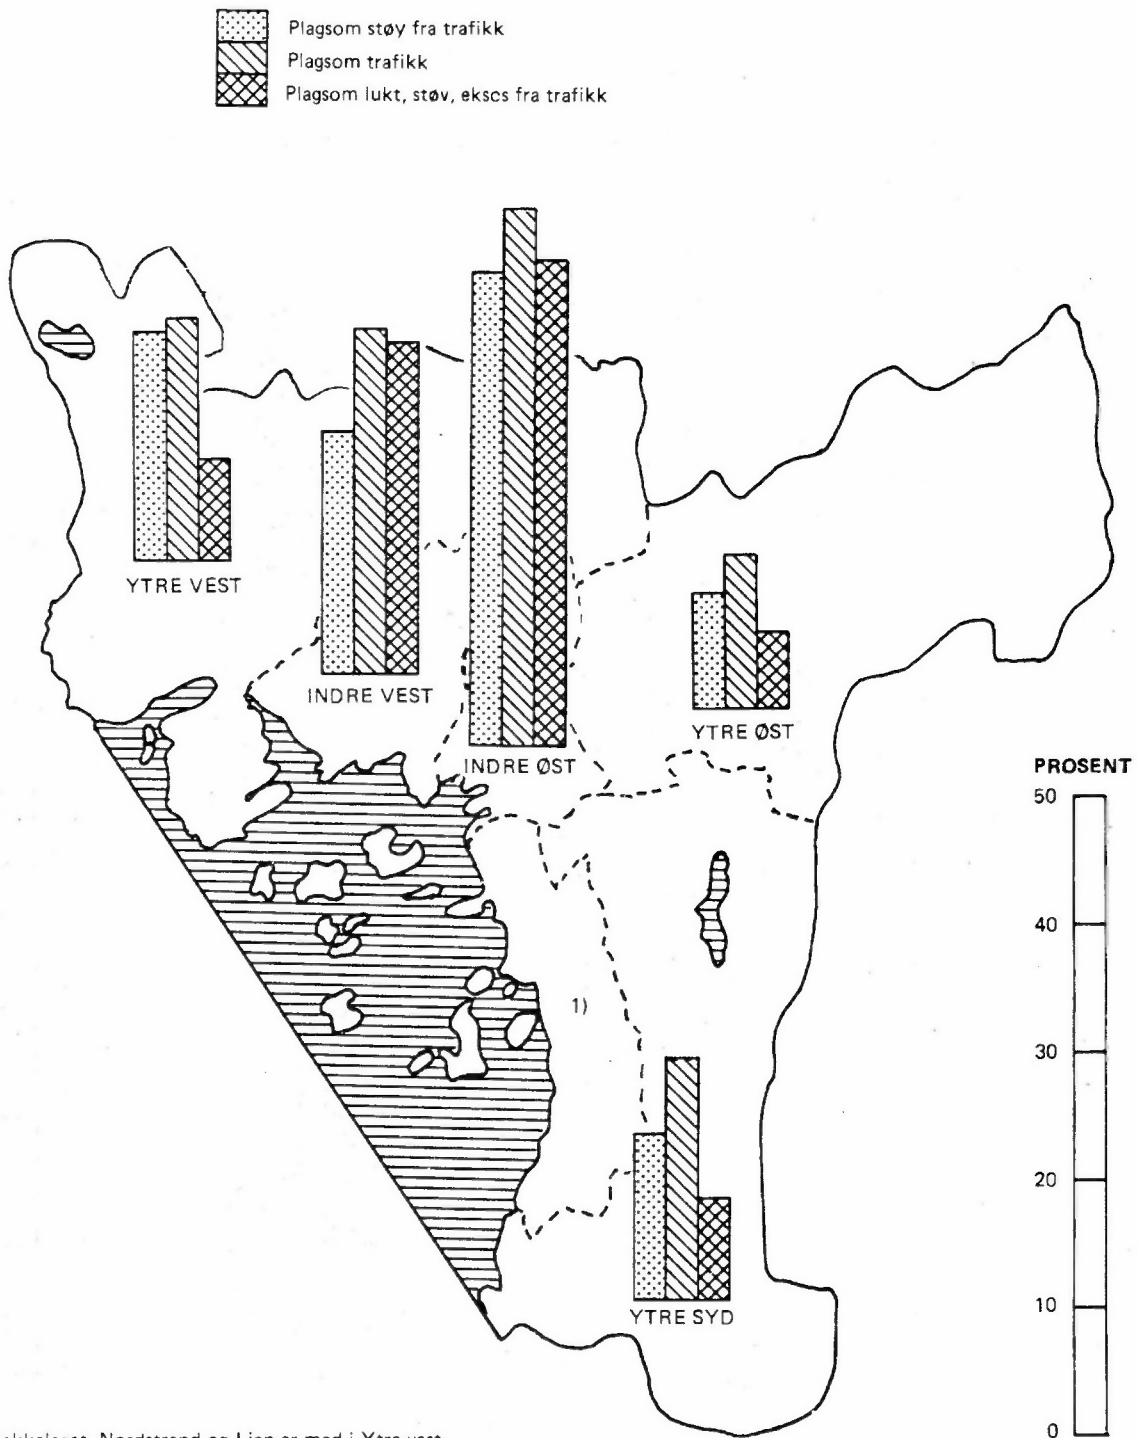 Plagsom støy fra trafikk
Plagsom trafikk
Plagsom lukt, støv, eksos fra trafikk
YTRE VEST
INDRE VEST
INDRE ØST
YTRE ØST
PROSENT
50
40
30
20
10
0
1)
YTRE SYD
Nordstrand og Lian er med i Ytre vest